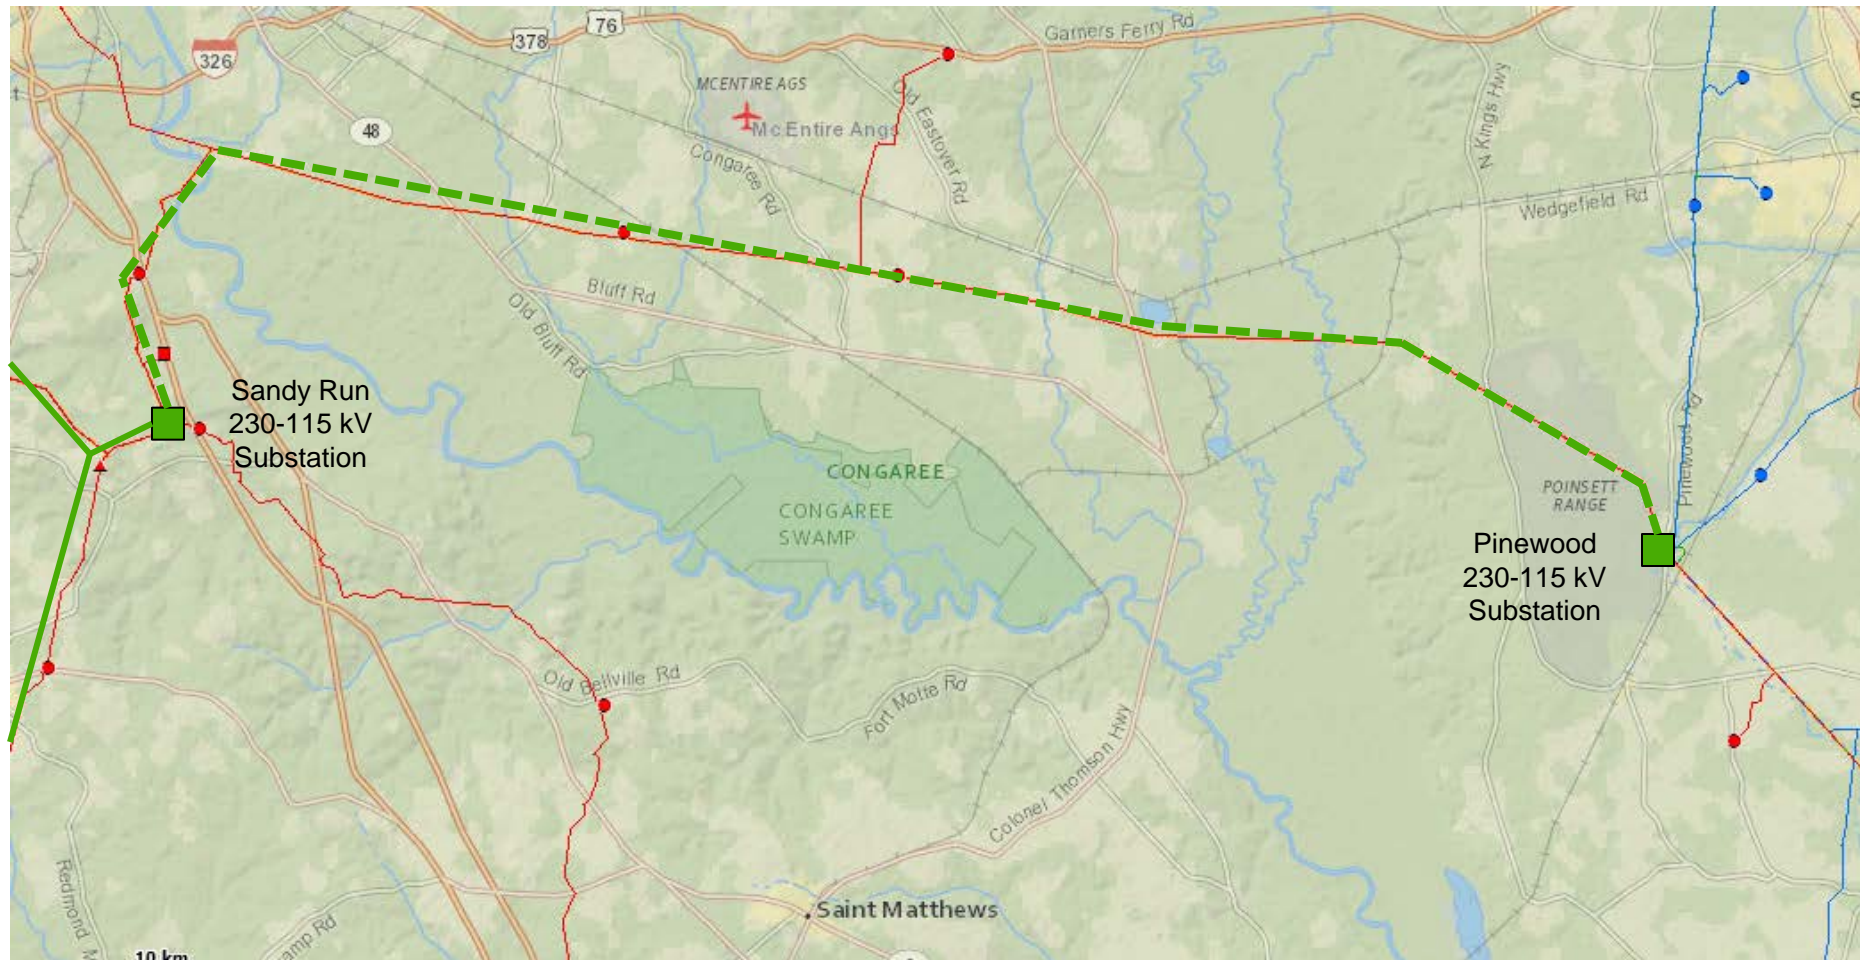 76
Garners Ferry Rd
378
326
MCENTIRE AGS
McEntire Angs
48
Old Eastover Rd
Congaree Rd
N Kings Hwy
Wedgefield Rd
Bluff Rd
Old Bluff Rd
Sandy Run
230-115 kV
Substation
Pinewood Rd
CONGAREE
CONGAREE
SWAMP
POINSETT
RANGE
Pinewood
230-115 kV
Substation
Old Bellville Rd
Fort Motte Rd
Colonel Thomson Hwy
Redmond M
Saint Matthews
amp Rd
10 km